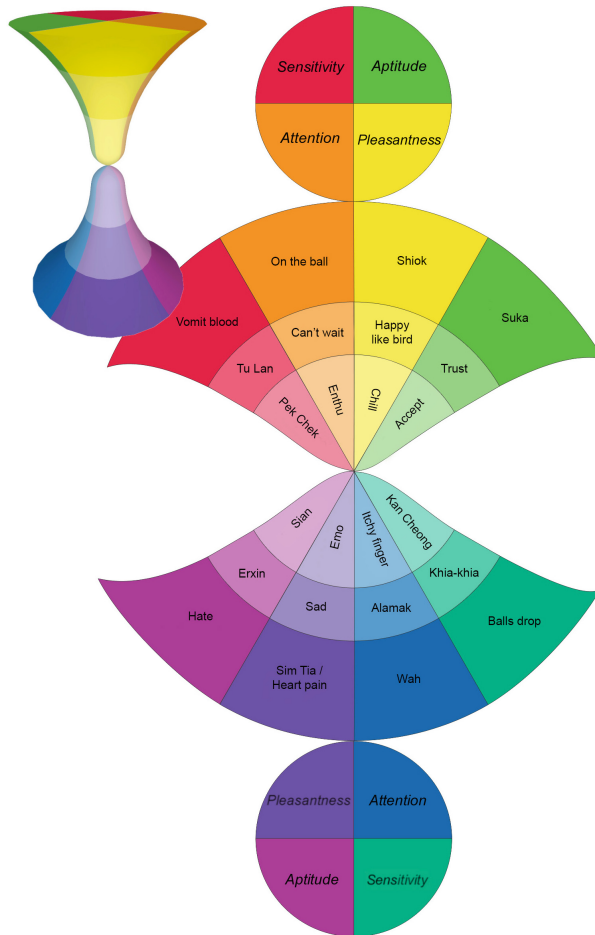 Sensitivity
Aptitude
Attention
Pleasantness
On the ball
Shiok
Vomit blood
Suka
Can't wait
Happy
like bird
Tu Lan
Trust
Pek Chek
Enthu
Chill
Accept
Sian
Emo
Itchy finger
Kan Cheong
Erxin
Khia-khia
Hate
Sad
Alamak
Balls drop
Sim Tia /
Heart pain
Wah
Pleasantness
Attention
Aptitude
Sensitivity